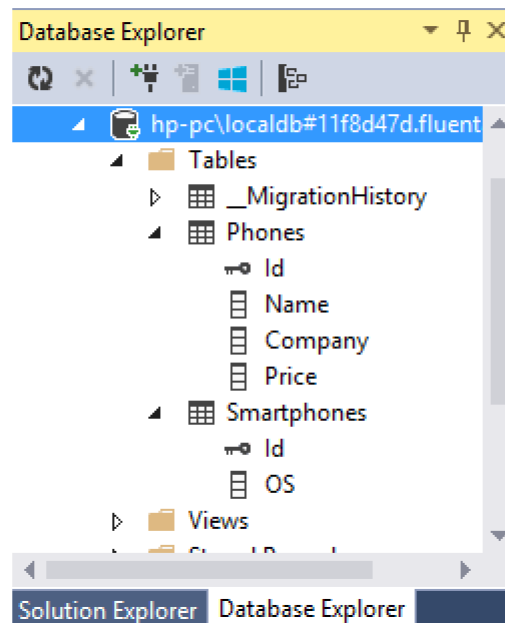 Database Explorer
hp-pc\localdb#11f8d47d.fluent
Tables
__MigrationHistory
Phones
Id
Name
Company
Price
Smartphones
Id
OS
Views
Solution Explorer
Database Explorer